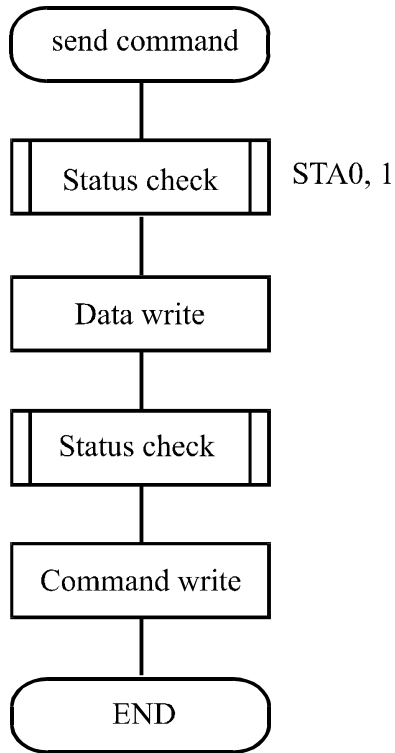 send command
Status check
STA0, 1
Data write
Status check
Command write
END